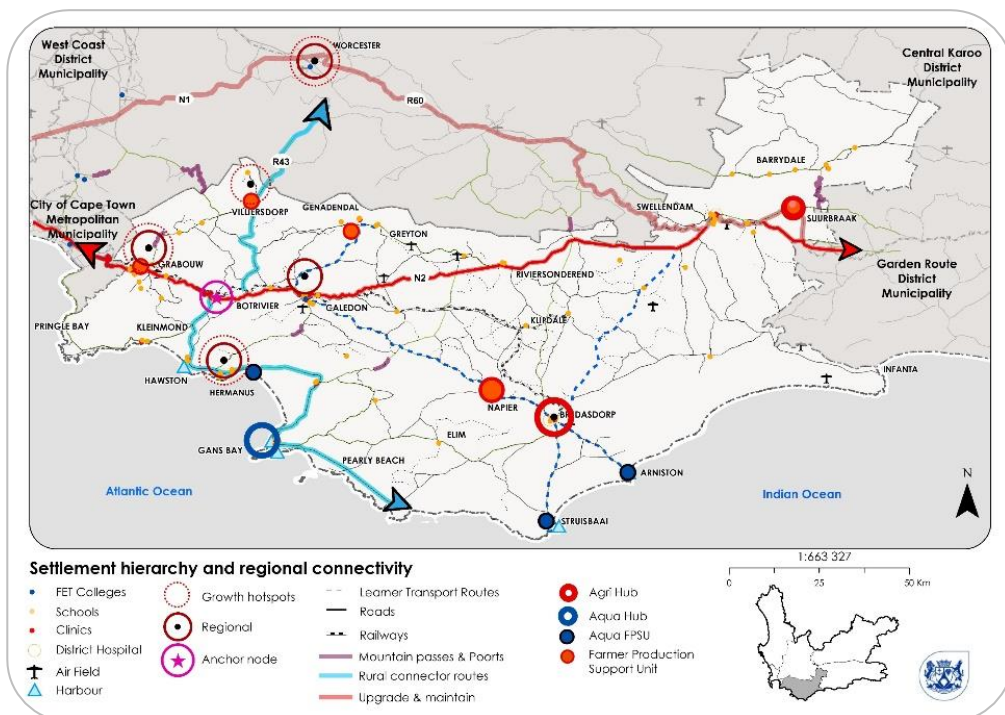 West Coast
District
Municipality
WORCESTER
Central Karoo
District
Municipality
N1
R60
R43
BARRYDALE
City of Cape Town
Metropolitan
Municipality
VILLIERSDORP
GENADENDAL
GREYTON
SWELLENDAM
SUURBRAAK
GRABOUW
N2
RIVIERSONDEREND
Garden Route
District
Municipality
BOTRIVIER
CALEDON
PRINGLE BAY
KLEINMOND
KLIPDALE
HAWSTON
HERMANUS
NAPIER
BREDASDORP
INFANTA
GANS BAY
ELIM
PEARLY BEACH
ARNISTON
Atlantic Ocean
Indian Ocean
N
STRUISBAAI
Settlement hierarchy and regional connectivity
1:663 327
0 25 50 Km
FET Colleges
Schools
Clinics
District Hospital
Air Field
Harbour
Growth hotspots
Regional
Anchor node
Learner Transport Routes
Roads
Railways
Mountain passes & Poorts
Rural connector routes
Upgrade & maintain
Agri Hub
Aqua Hub
Aqua FPSU
Farmer Production
Support Unit